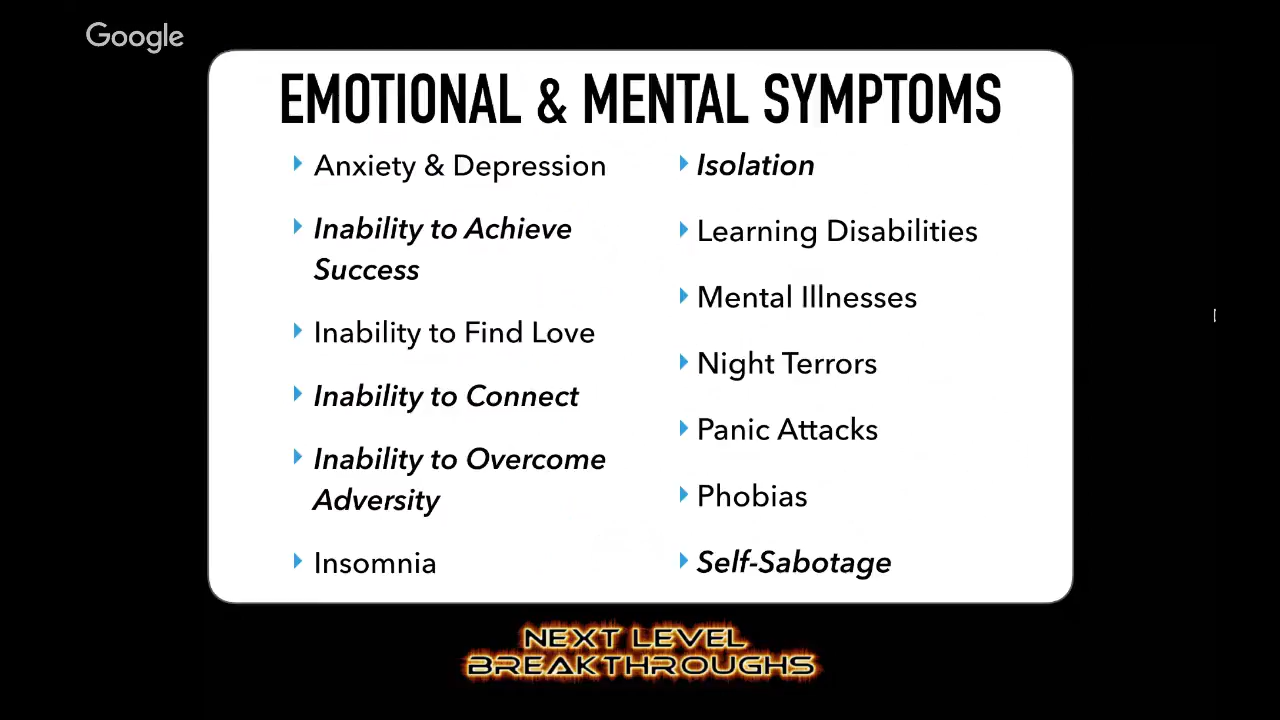 Google
EMOTIONAL & MENTAL SYMPTOMS
Anxiety & Depression
Inability to Achieve
Success
Inability to Find Love
Inability to Connect
Inability to Overcome
Adversity
Insomnia
Isolation
Learning Disabilities
Mental Illnesses
Night Terrors
Panic Attacks
Phobias
Self-Sabotage
NEXT LEVEL
BREAKTHROUGHS